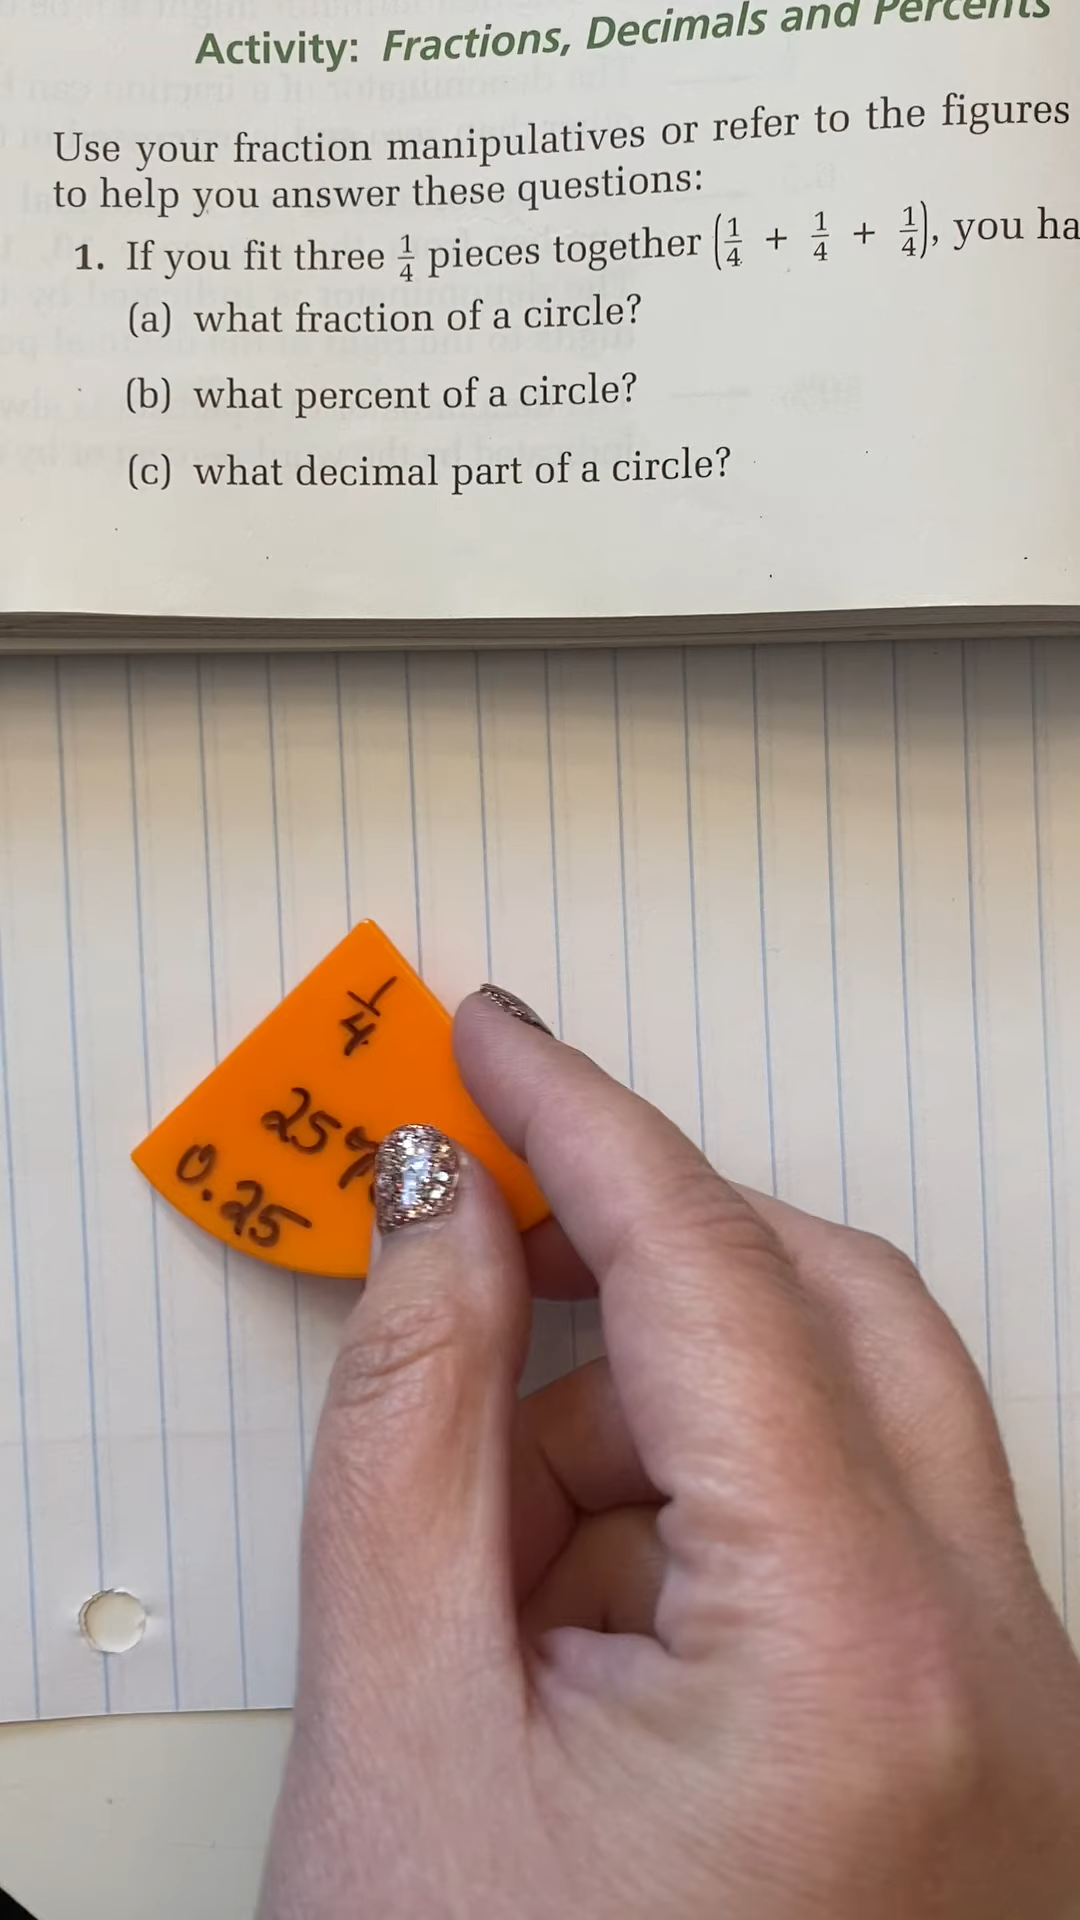 Activity: Fractions, Decimals and Percents
Use your fraction manipulatives or refer to the figures
to help you answer these questions:
1. If you fit three 1/4 pieces together (1/4 + 1/4 + 1/4), you ha
(a) what fraction of a circle?
(b) what percent of a circle?
(c) what decimal part of a circle?
1/4
25%
0.25